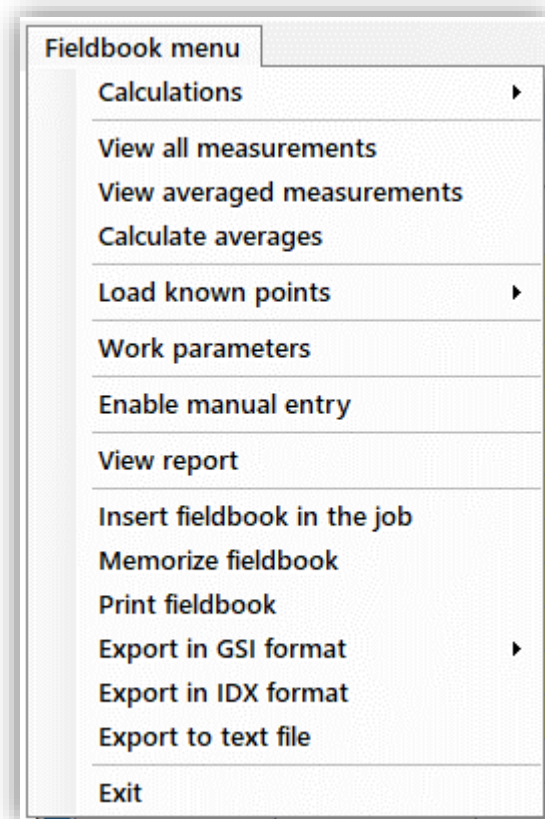 Fieldbook menu
Calculations
View all measurements
View averaged measurements
Calculate averages
Load known points
Work parameters
Enable manual entry
View report
Insert fieldbook in the job
Memorize fieldbook
Print fieldbook
Export in GSI format
Export in IDX format
Export to text file
Exit